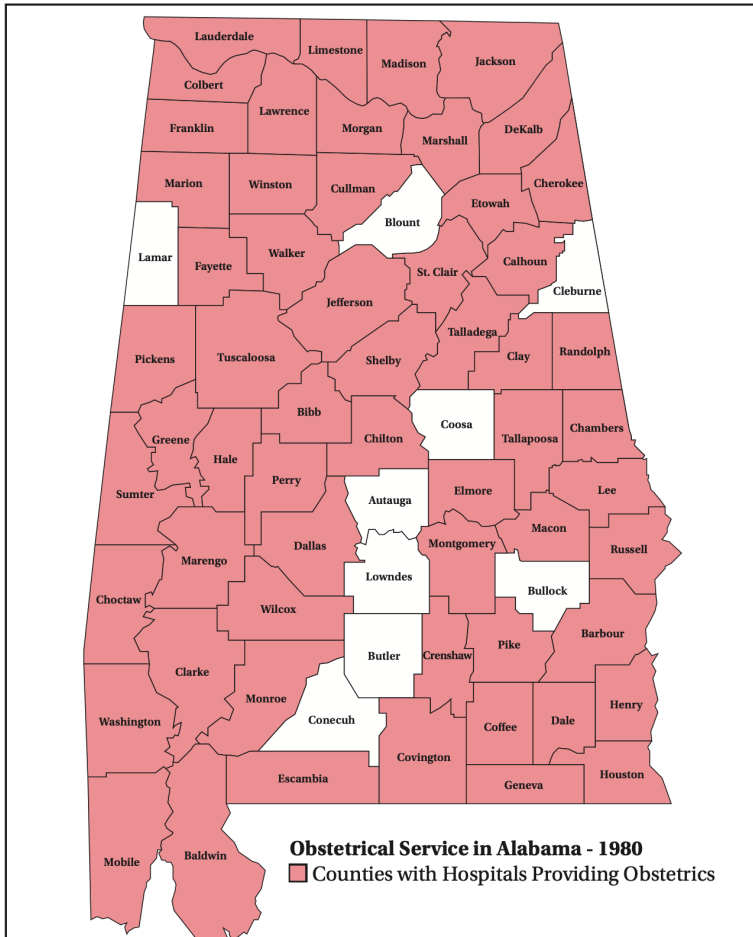 Lauderdale
Limestone
Madison
Jackson
Colbert
Lawrence
Franklin
Morgan
Marshall
DeKalb
Marion
Winston
Cullman
Cherokee
Etowah
Blount
Lamar
Fayette
Walker
St. Clair
Calhoun
Cleburne
Jefferson
Talladega
Pickens
Tuscaloosa
Shelby
Clay
Randolph
Bibb
Greene
Chilton
Coosa
Tallapoosa
Chambers
Hale
Perry
Sumter
Autauga
Elmore
Lee
Macon
Marengo
Dallas
Montgomery
Russell
Choctaw
Lowndes
Bullock
Wilcox
Barbour
Clarke
Butler
Crenshaw
Pike
Monroe
Washington
Conecuh
Coffee
Dale
Henry
Escambia
Covington
Geneva
Houston
Mobile
Baldwin
Obstetrical Service in Alabama - 1980
Counties with Hospitals Providing Obstetrics